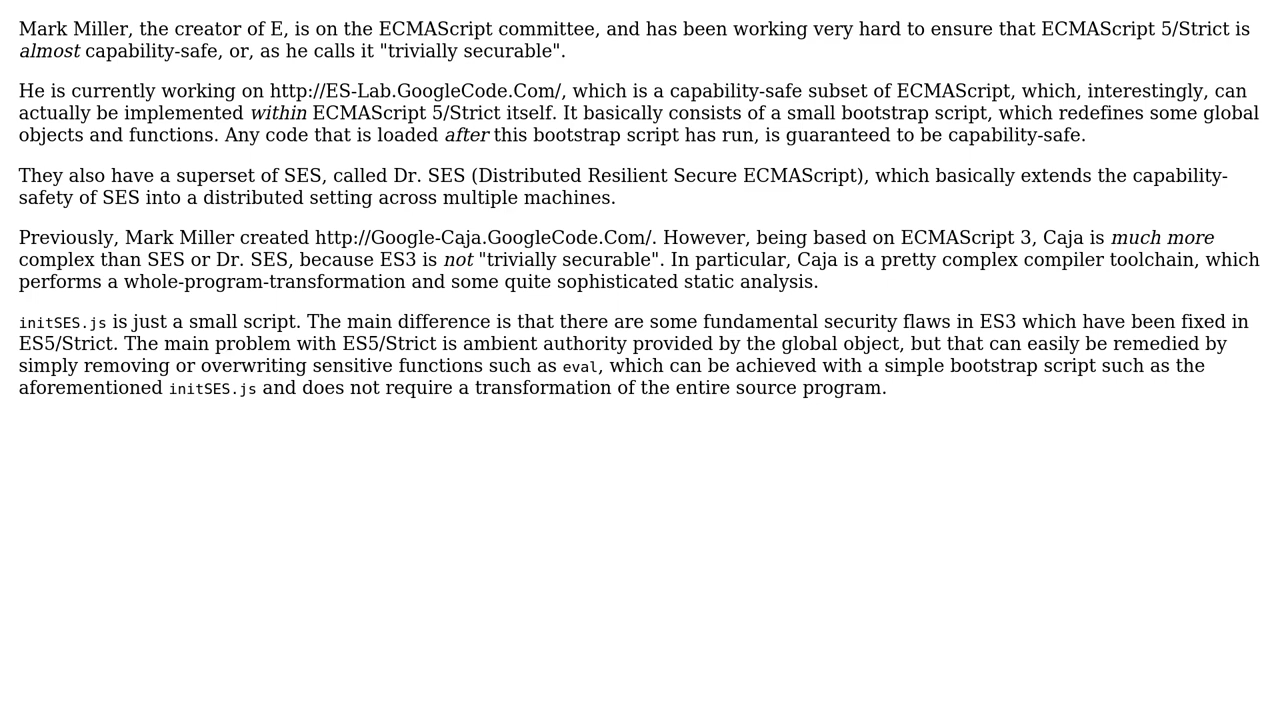 Mark Miller, the creator of E, is on the ECMAScript committee, and has been working very hard to ensure that ECMAScript 5/Strict is
almost capability-safe, or, as he calls it "trivially securable".
He is currently working on http://ES-Lab.GoogleCode.Com/, which is a capability-safe subset of ECMAScript, which, interestingly, can
actually be implemented within ECMAScript 5/Strict itself. It basically consists of a small bootstrap script, which redefines some global
objects and functions. Any code that is loaded after this bootstrap script has run, is guaranteed to be capability-safe.
They also have a superset of SES, called Dr. SES (Distributed Resilient Secure ECMAScript), which basically extends the capability-
safety of SES into a distributed setting across multiple machines.
Previously, Mark Miller created http://Google-Caja.GoogleCode.Com/. However, being based on ECMAScript 3, Caja is much more
complex than SES or Dr. SES, because ES3 is not "trivially securable". In particular, Caja is a pretty complex compiler toolchain, which
performs a whole-program-transformation and some quite sophisticated static analysis.
initSES.js is just a small script. The main difference is that there are some fundamental security flaws in ES3 which have been fixed in
ES5/Strict. The main problem with ES5/Strict is ambient authority provided by the global object, but that can easily be remedied by
simply removing or overwriting sensitive functions such as eval, which can be achieved with a simple bootstrap script such as the
aforementioned initSES.js and does not require a transformation of the entire source program.